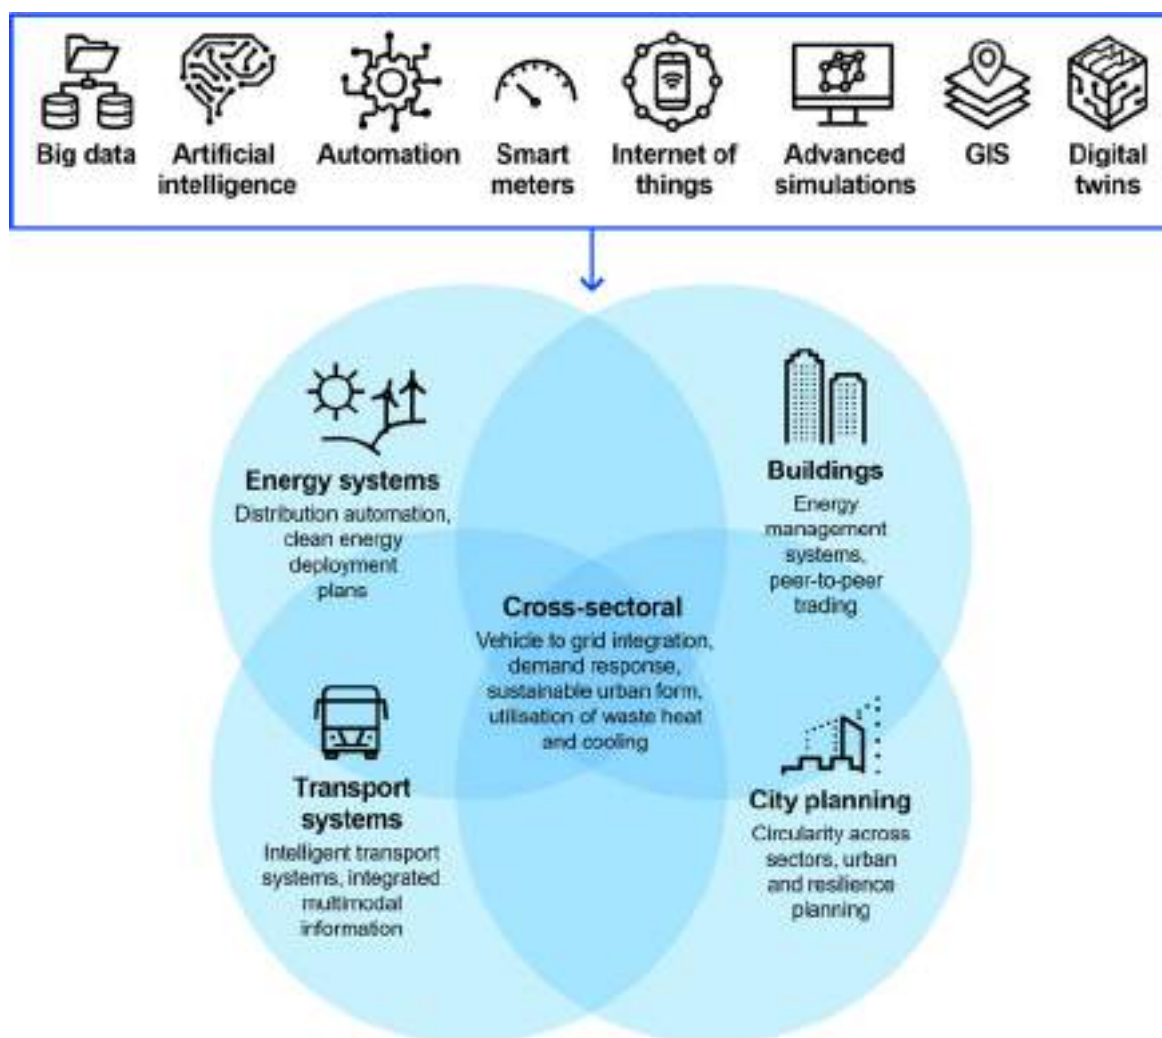 Big data
Artificial
intelligence
Automation
Smart
meters
Internet of
things
Advanced
simulations
GIS
Digital
twins
Energy systems
Distribution automation,
clean energy
deployment
plans
Buildings
Energy
management
systems,
peer-to-peer
trading
Cross-sectoral
Vehicle to grid integration,
demand response,
sustainable urban form,
utilisation of waste heat
and cooling
Transport
systems
Intelligent transport
systems, integrated
multimodal
information
City planning
Circularity across
sectors, urban
and resilience
planning